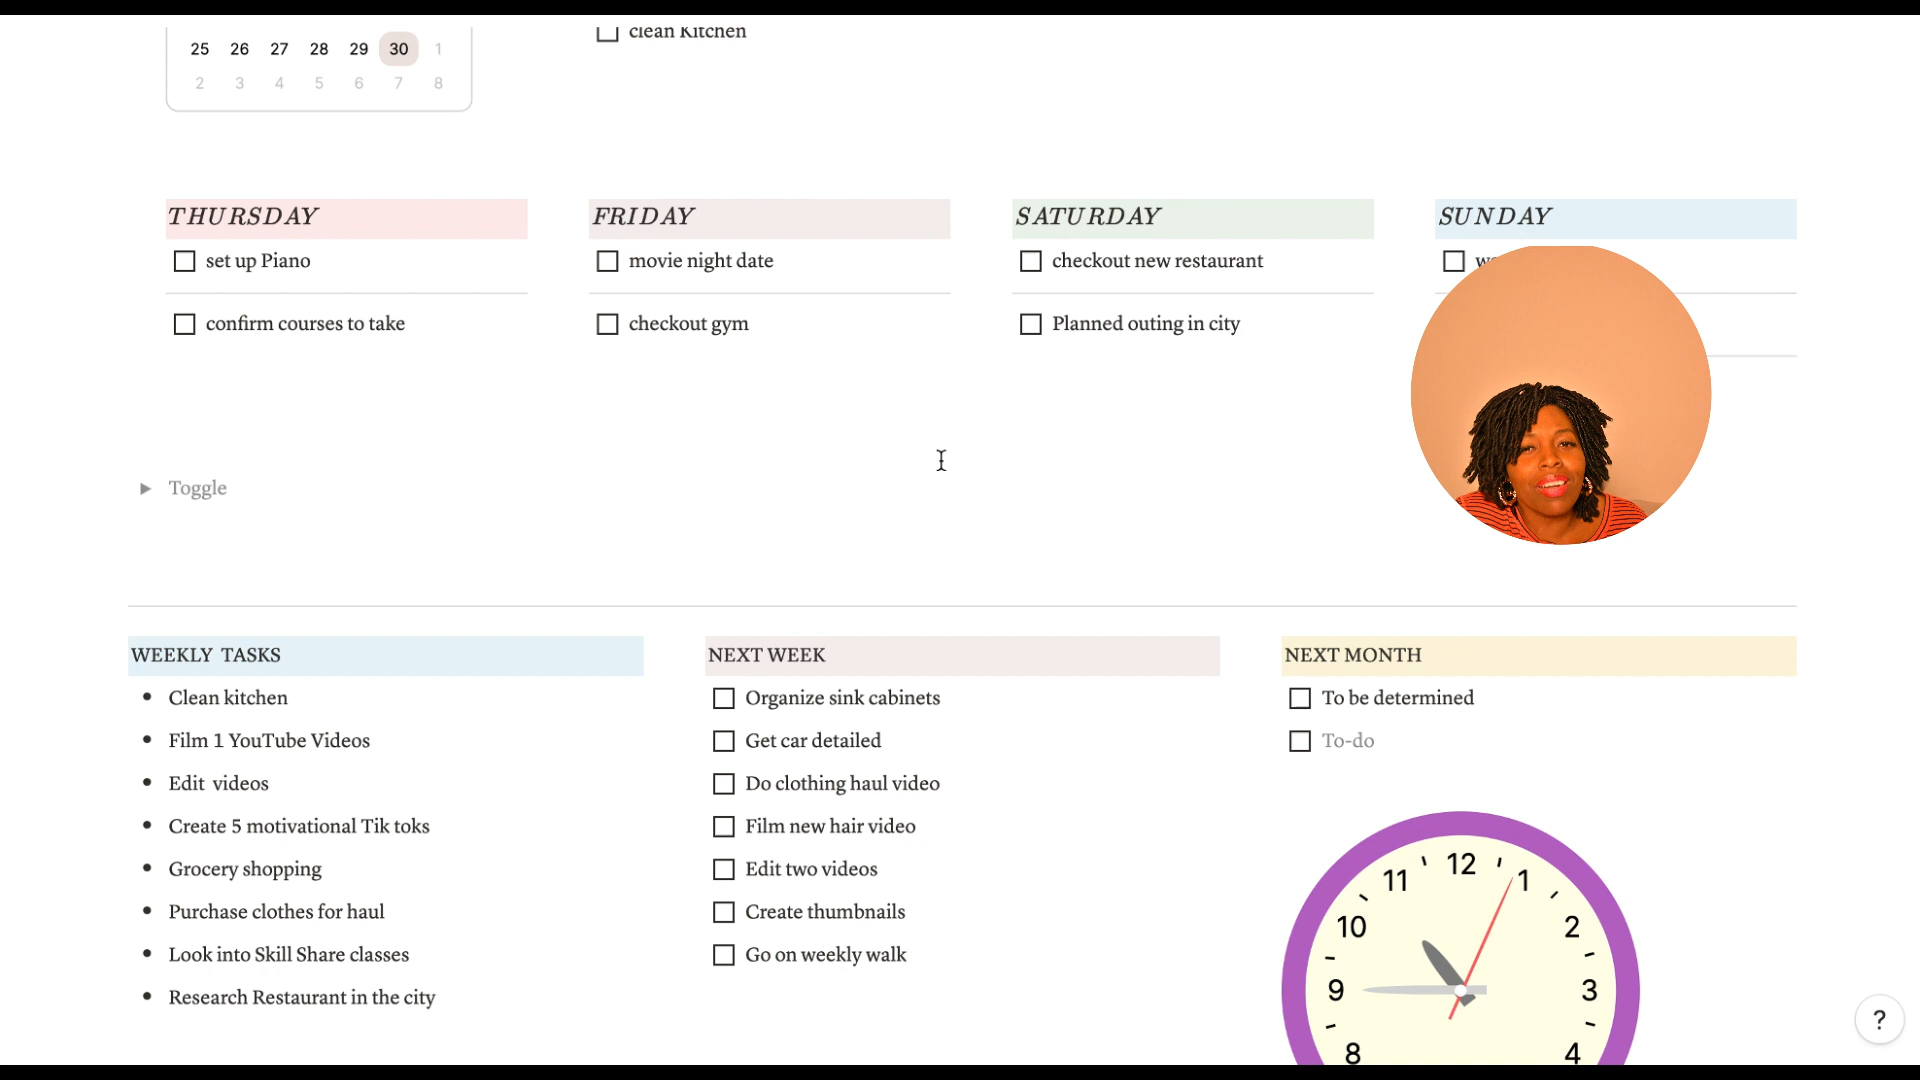 clean Kitchen
25 26 27 28 29 30 1
2 3 4 5 6 7 8
THURSDAY
set up Piano
confirm courses to take
FRIDAY
movie night date
checkout gym
SATURDAY
checkout new restaurant
Planned outing in city
SUNDAY
Toggle
WEEKLY TASKS
Clean kitchen
Film 1 YouTube Videos
Edit videos
Create 5 motivational Tik toks
Grocery shopping
Purchase clothes for haul
Look into Skill Share classes
Research Restaurant in the city
NEXT WEEK
Organize sink cabinets
Get car detailed
Do clothing haul video
Film new hair video
Edit two videos
Create thumbnails
Go on weekly walk
NEXT MONTH
To be determined
To-do
12
11 1
10 2
9 3
8 4
?